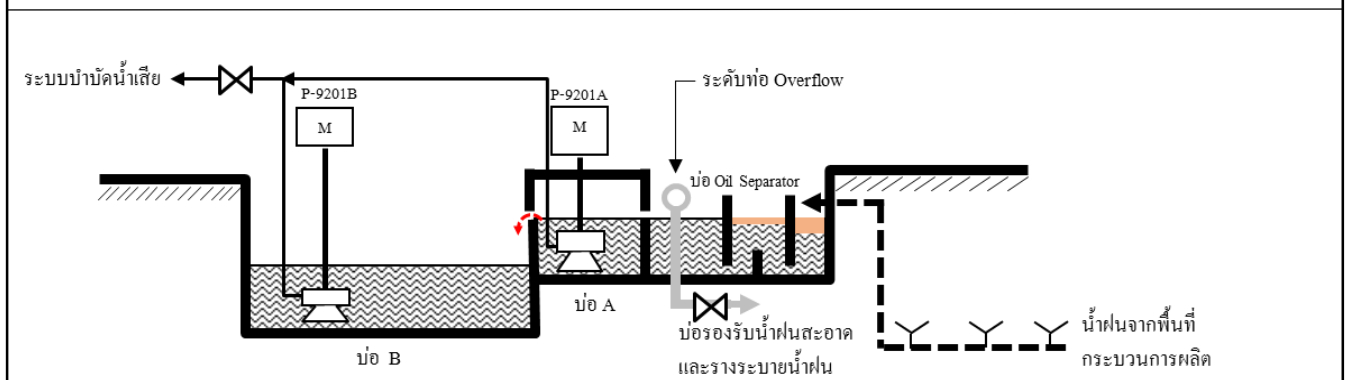 ระบบบำบัดน้ำเสีย
P-9201B
M
P-9201A
M
ระดับท่อ Overflow
บ่อ Oil Separator
บ่อ A
บ่อ B
บ่อรองรับน้ำฝนสะอาด
และรางระบายน้ำฝน
น้ำฝนจากพื้นที่
กระบวนการผลิต